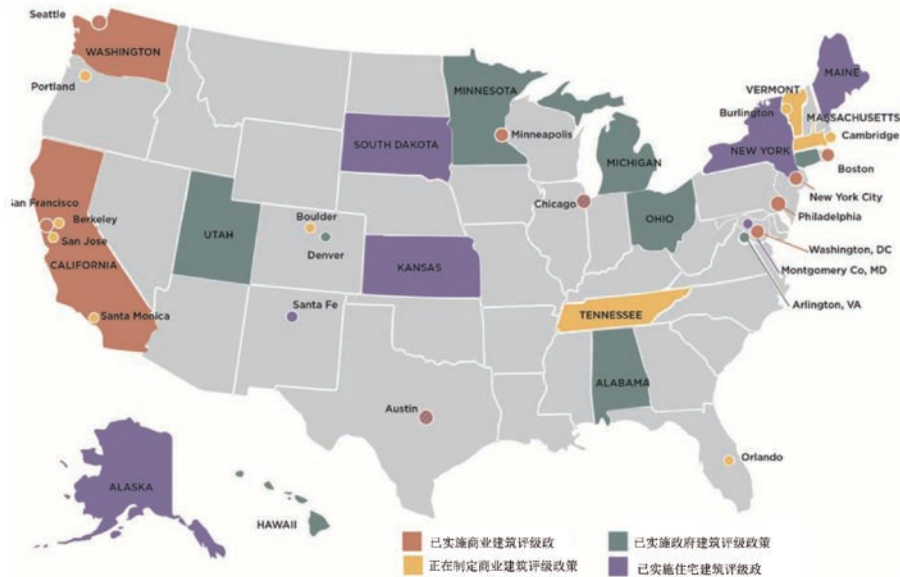 Seattle
WASHINGTON
Portland
MINNESOTA
Minneapolis
SOUTH DAKOTA
MICHIGAN
VERMONT
Burlington
MAINE
MASSACHUSETTS
Cambridge
NEW YORK
Boston
New York City
Philadelphia
Washington, DC
Montgomery Co, MD
Arlington, VA
San Francisco
Berkeley
San Jose
CALIFORNIA
Santa Monica
UTAH
Boulder
Denver
Santa Fe
KANSAS
Chicago
OHIO
TENNESSEE
ALABAMA
Austin
Orlando
ALASKA
HAWAII
已实施商业建筑评级政
已实施政府建筑评级政策
正在制定商业建筑评级政策
已实施住宅建筑评级政